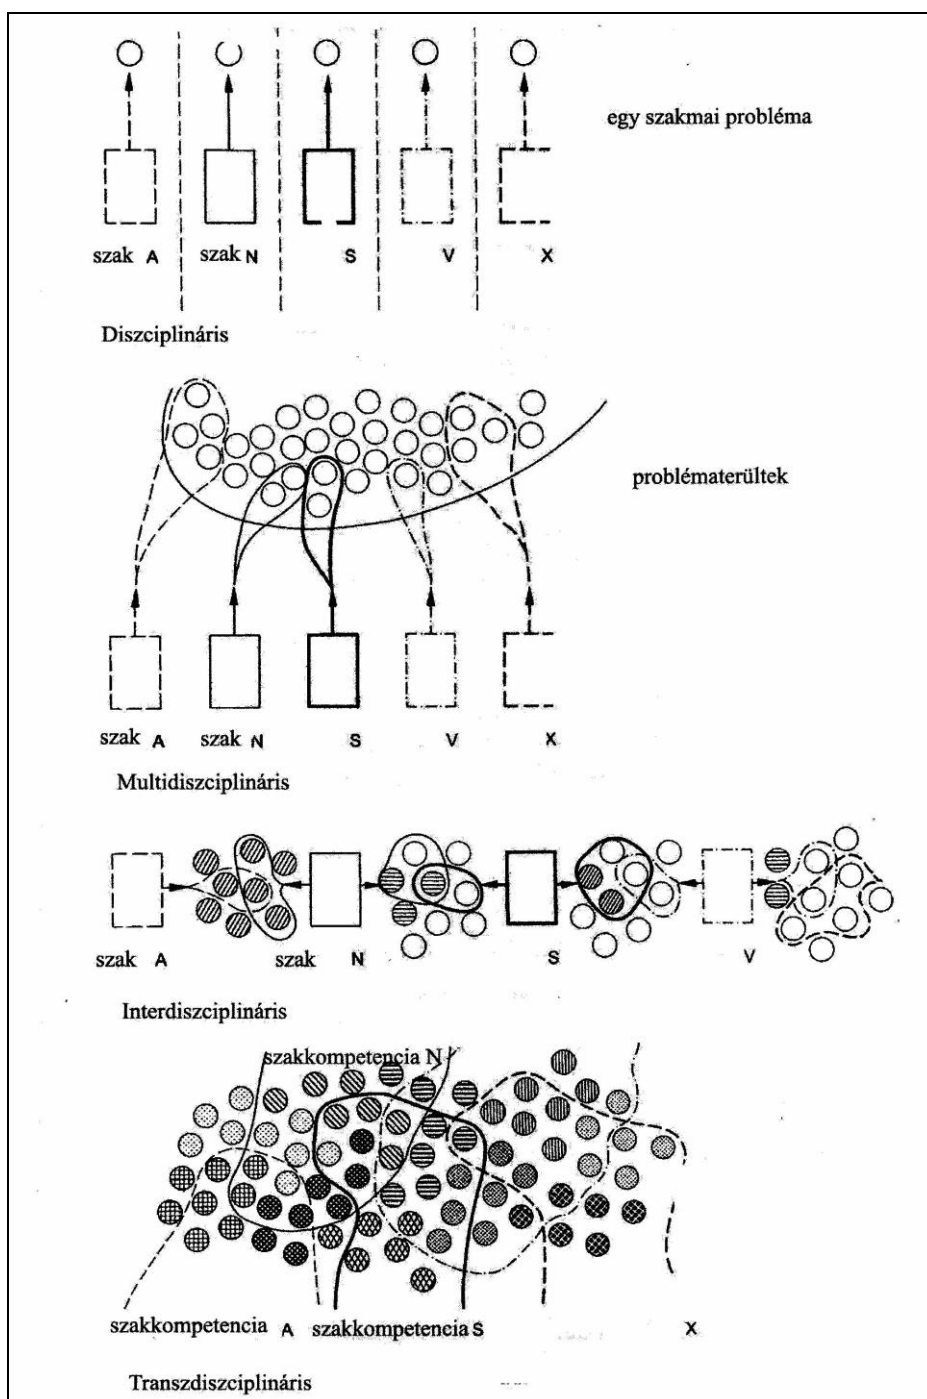 egy szakmai probléma
szak A szak N S V X
Diszciplináris
problématerültek
szak A szak N S V X
Multidiszciplináris
szak A szak N S V
Interdiszciplináris
szakkompetencia N
szakkompetencia A szakkompetencia S X
Transzdiszciplináris